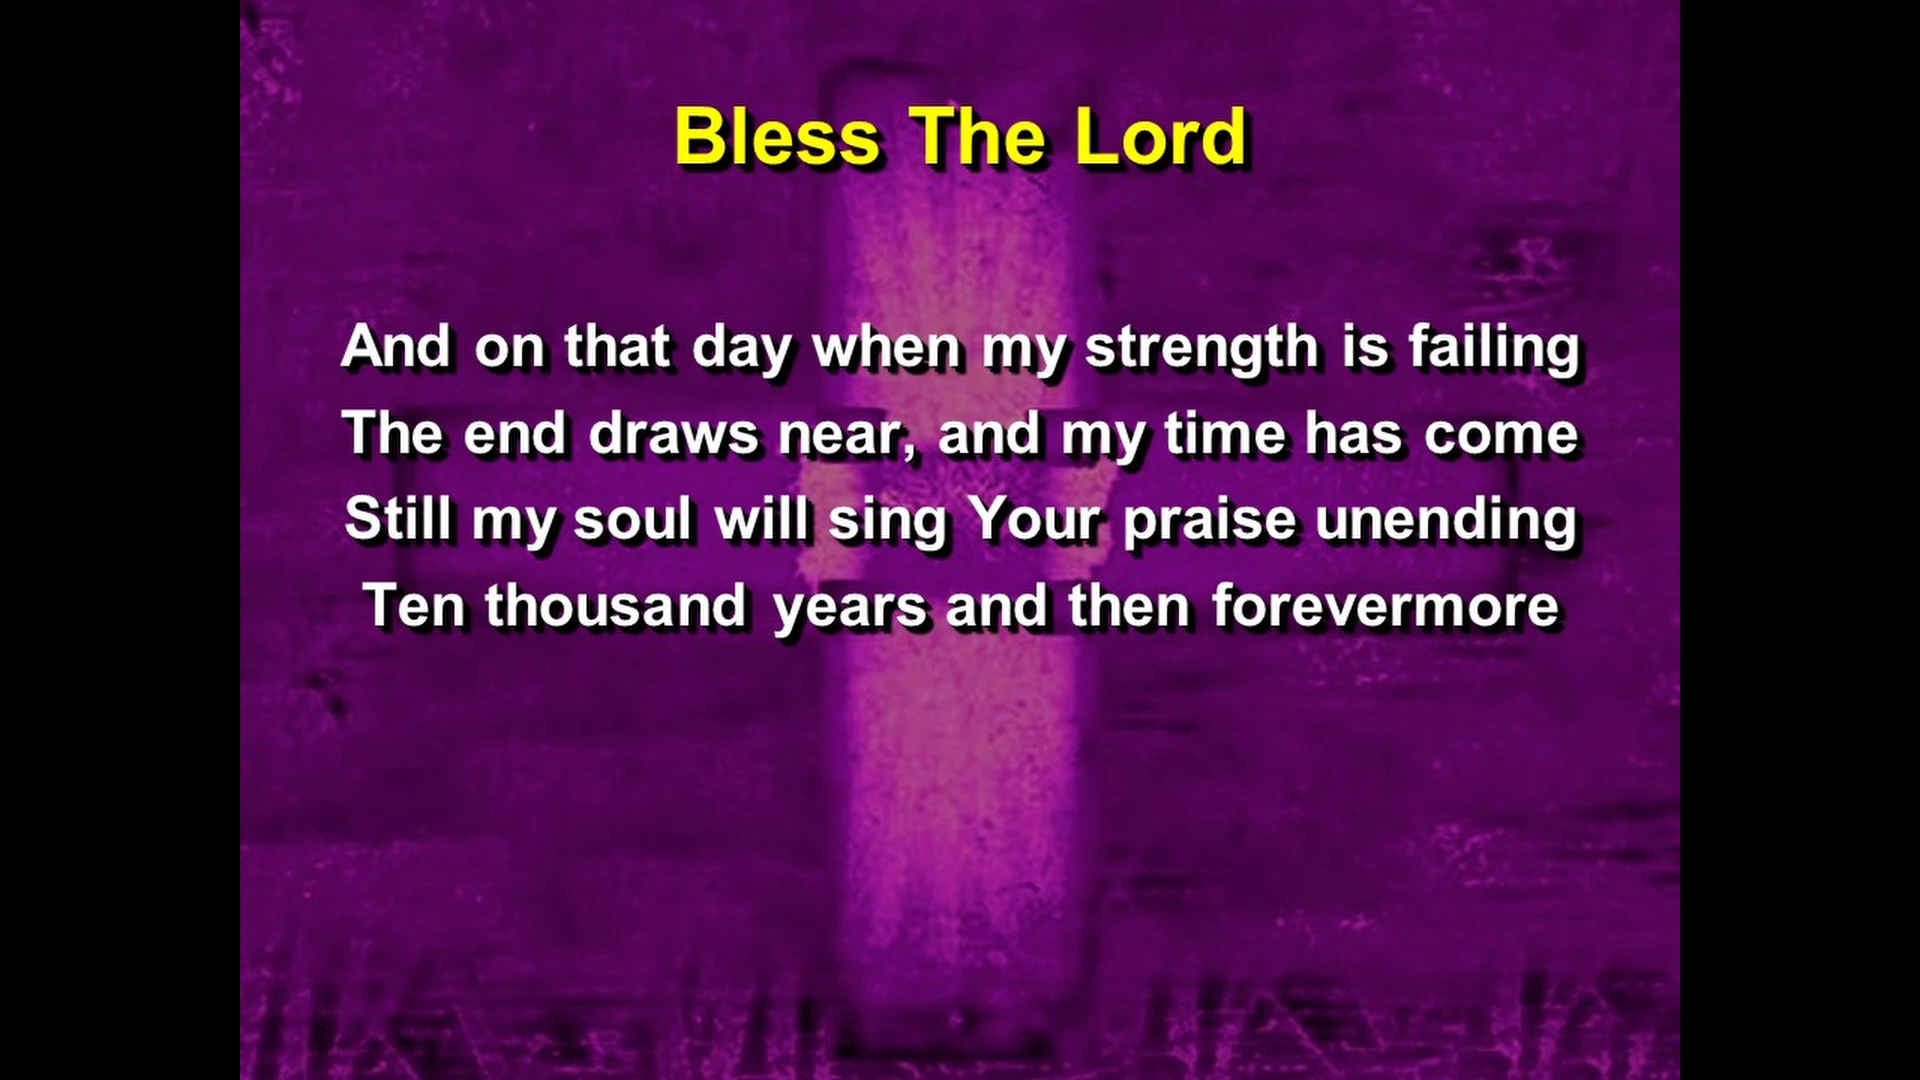 Bless The Lord
And on that day when my strength is failing
The end draws near, and my time has come
Still my soul will sing Your praise unending
Ten thousand years and then forevermore